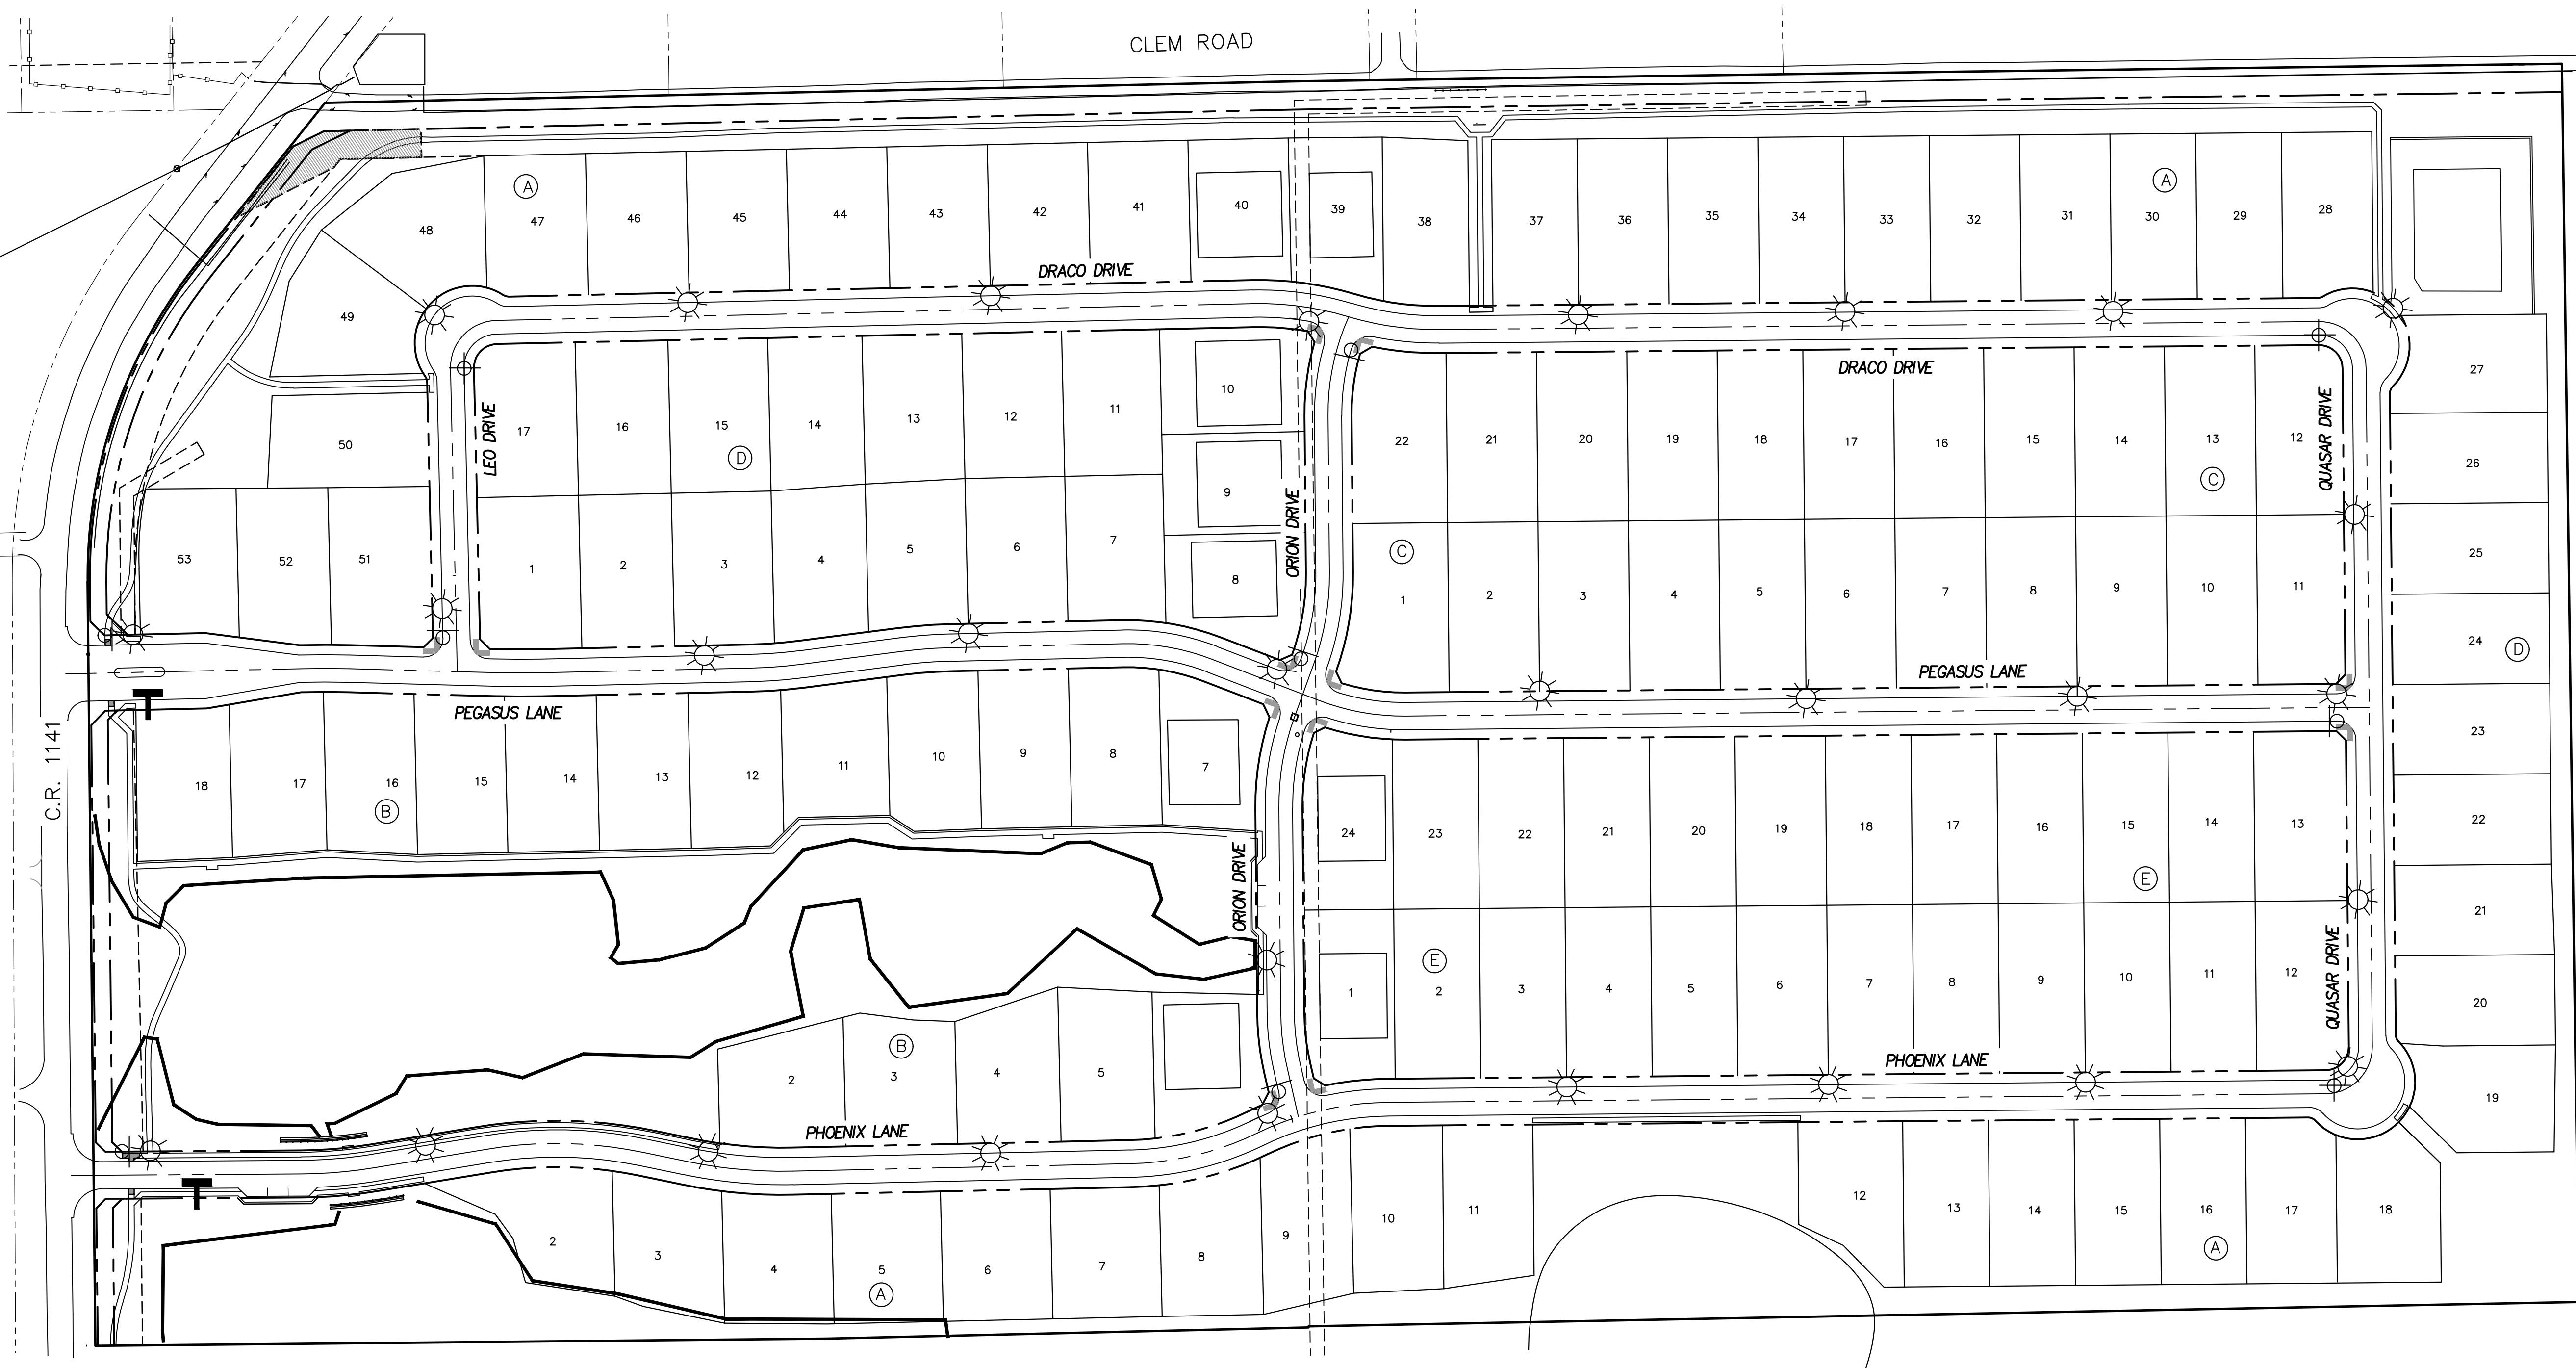 CLEM ROAD
A
A
48 47 46 45 44 43 42 41 40 39 38 37 36 35 34 33 32 31 30 29 28
DRACO DRIVE
49
DRACO DRIVE
27
LEO DRIVE
17 16 15 14 13 12 11 10
D
22 21 20 19 18 17 16 15 14 13 12
C
QUASAR DRIVE
26
50
9
ORION DRIVE
53 52 51
1 2 3 4 5 6 7 8
C
1 2 3 4 5 6 7 8 9 10 11
25
24
D
PEGASUS LANE
PEGASUS LANE
23
C.R. 1141
18 17 16 15 14 13 12 11 10 9 8 7
B
24 23 22 21 20 19 18 17 16 15 14 13
22
ORION DRIVE
E
21
E
QUASAR DRIVE
1 2 3 4 5 6 7 8 9 10 11 12
20
B
2 3 4 5
PHOENIX LANE
19
PHOENIX LANE
2 3 4 5 6 7 8 9 10 11 12 13 14 15 16 17 18
A
A